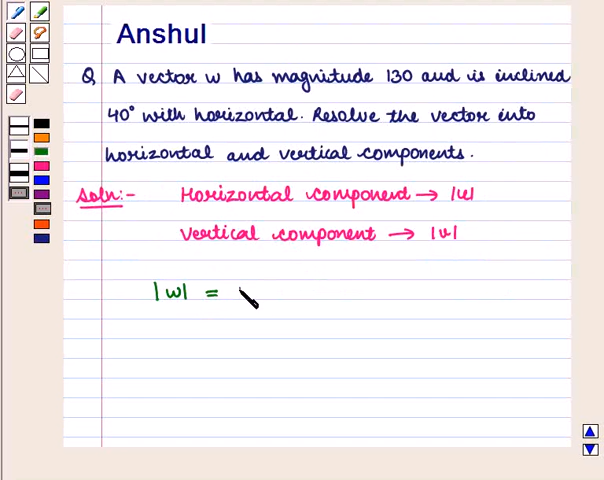 Anshul
Q A vector w has magnitude 130 and is inclined
40° with horizontal. Resolve the vector into
horizontal and vertical components.
Soln:- Horizontal component → |u|
Vertical component → |v|
|w| =